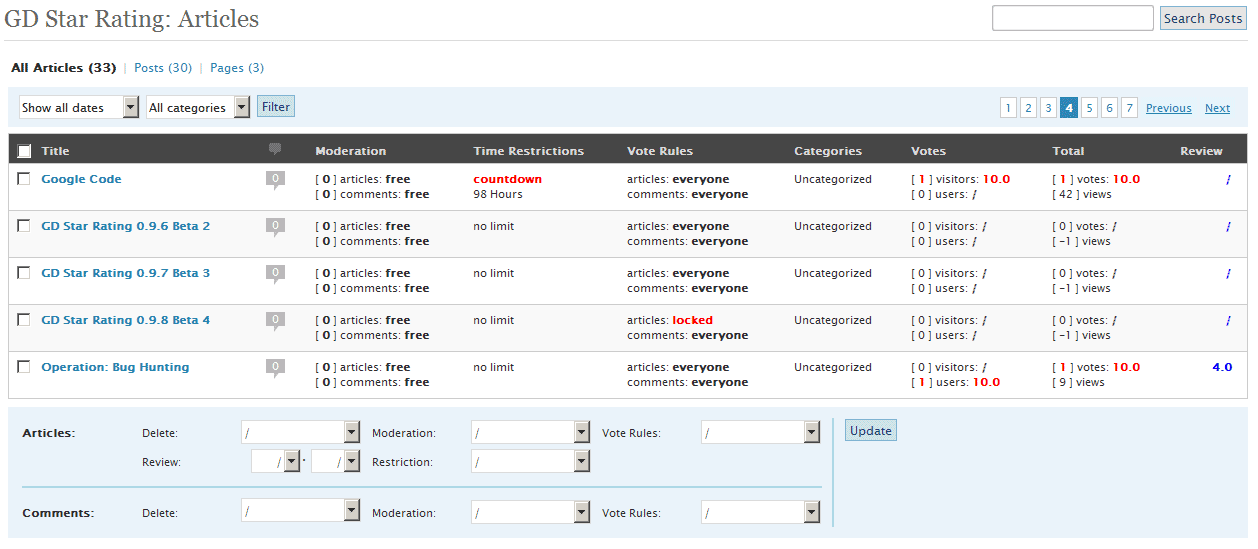 GD Star Rating: Articles Search Posts
All Articles (33) | Posts (30) | Pages (3)
Show all dates All categories Filter 1 2 3 4 5 6 7 Previous Next
Title Moderation Time Restrictions Vote Rules Categories Votes Total Review
Google Code 0 [ 0 ] articles: free countdown articles: everyone Uncategorized [ 1 ] visitors: 10.0 [ 1 ] votes: 10.0 /
[ 0 ] comments: free 98 Hours comments: everyone [ 0 ] users: / [ 42 ] views
GD Star Rating 0.9.6 Beta 2 0 [ 0 ] articles: free no limit articles: everyone Uncategorized [ 0 ] visitors: / [ 0 ] votes: / /
[ 0 ] comments: free comments: everyone [ 0 ] users: / [ -1 ] views
GD Star Rating 0.9.7 Beta 3 0 [ 0 ] articles: free no limit articles: everyone Uncategorized [ 0 ] visitors: / [ 0 ] votes: / /
[ 0 ] comments: free comments: everyone [ 0 ] users: / [ -1 ] views
GD Star Rating 0.9.8 Beta 4 0 [ 0 ] articles: free no limit articles: locked Uncategorized [ 0 ] visitors: / [ 0 ] votes: / /
[ 0 ] comments: free comments: everyone [ 0 ] users: / [ -1 ] views
Operation: Bug Hunting 0 [ 0 ] articles: free no limit articles: everyone Uncategorized [ 0 ] visitors: / [ 1 ] votes: 10.0 4.0
[ 0 ] comments: free comments: everyone [ 1 ] users: 10.0 [ 9 ] views
Articles: Delete: / Moderation: / Vote Rules: / Update
Review: / . / Restriction: /
Comments: Delete: / Moderation: / Vote Rules: /